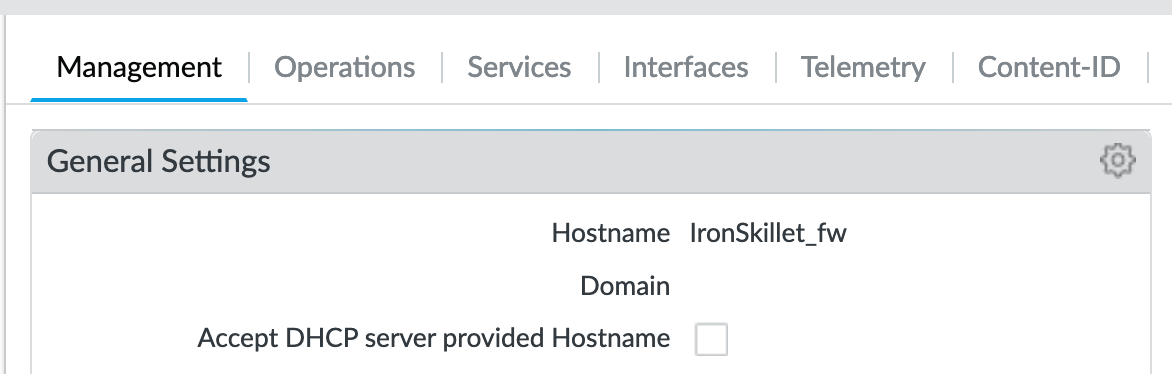 Management Operations Services Interfaces Telemetry Content-ID
General Settings
Hostname IronSkillet_fw
Domain
Accept DHCP server provided Hostname